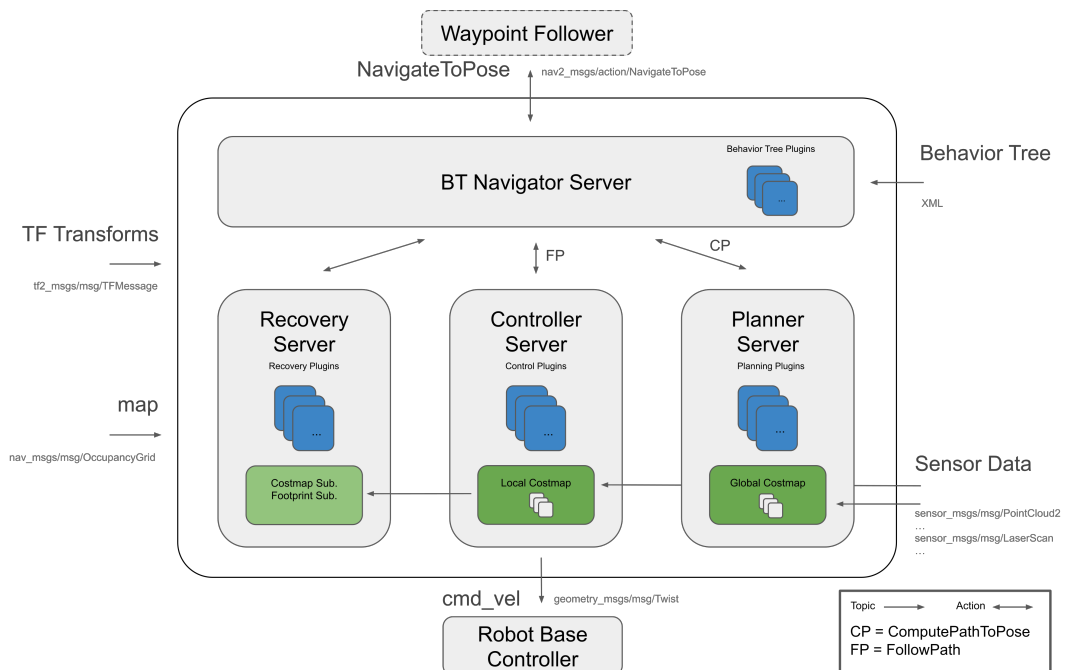 Waypoint Follower
NavigateToPose
nav2_msgs/action/NavigateToPose
Behavior Tree Plugins
BT Navigator Server
...
Behavior Tree
XML
TF Transforms
tf2_msgs/msg/TFMessage
FP
CP
Recovery
Server
Recovery Plugins
...
Costmap Sub.
Footprint Sub.
Controller
Server
Control Plugins
...
Local Costmap
Planner
Server
Planning Plugins
...
Global Costmap
map
nav_msgs/msg/OccupancyGrid
Sensor Data
sensor_msgs/msg/PointCloud2
...
sensor_msgs/msg/LaserScan
...
cmd_vel
geometry_msgs/msg/Twist
Robot Base
Controller
Topic
Action
CP = ComputePathToPose
FP = FollowPath